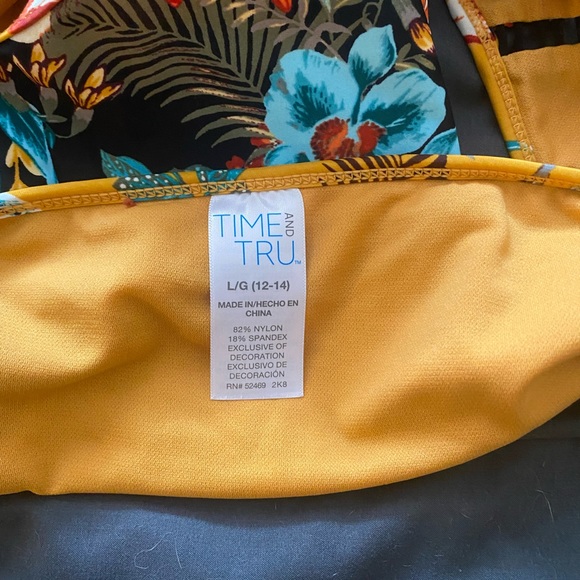 TIME AND
TRU™
L/G (12-14)
MADE IN/HECHO EN
CHINA
82% NYLON
18% SPANDEX
EXCLUSIVE OF
DECORATION
EXCLUSIVO DE
DECORACIÓN
RN# 52469 2K8